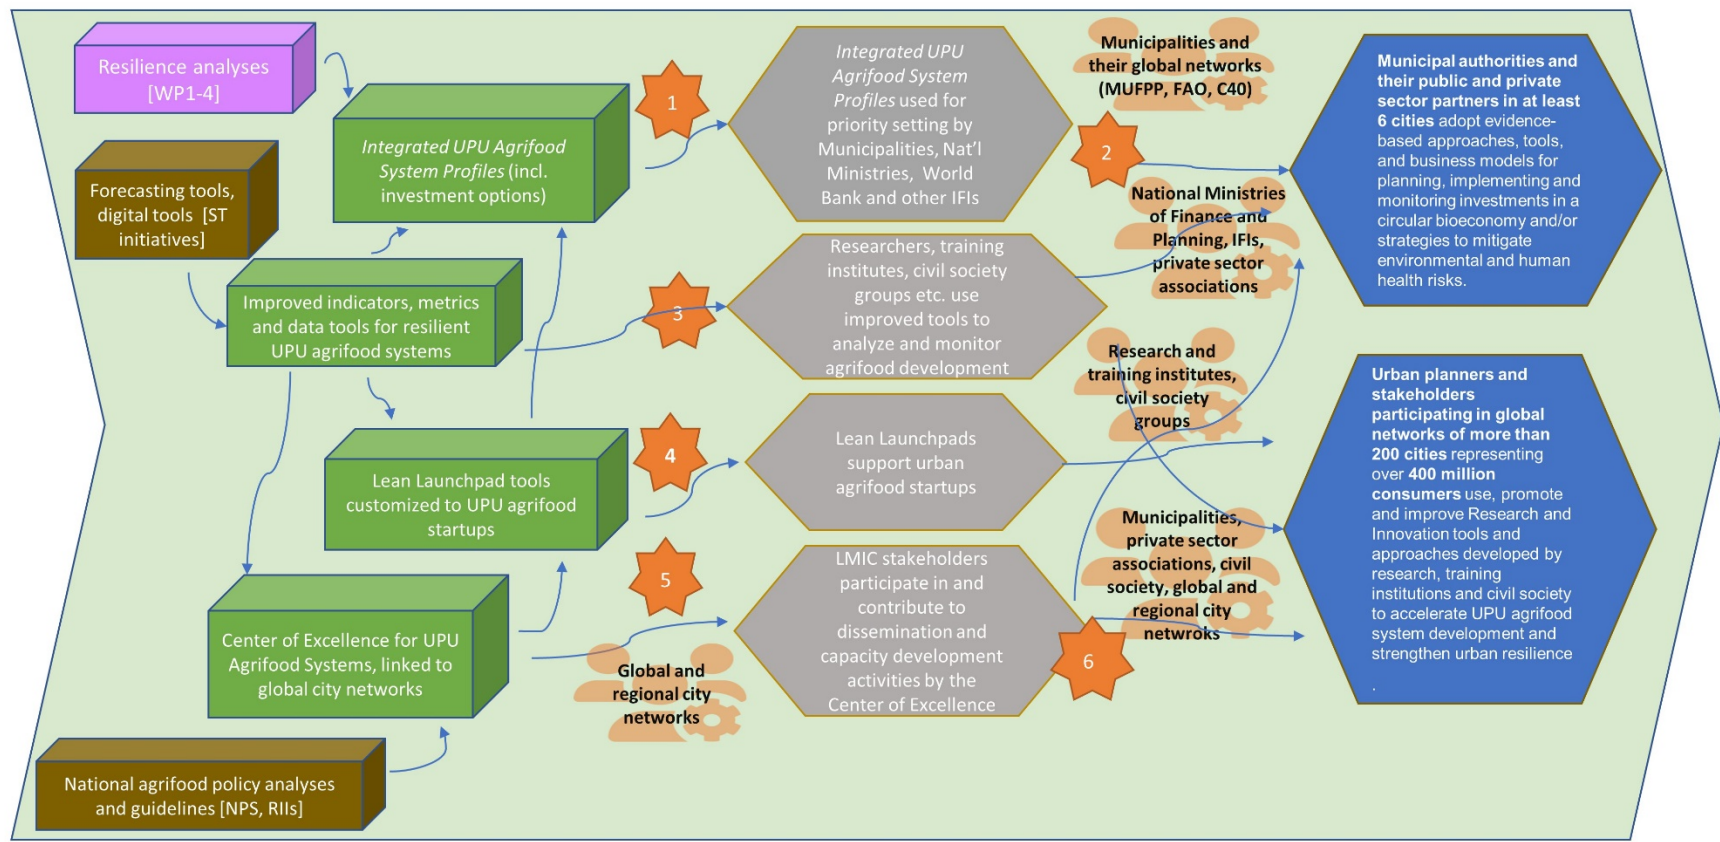 Resilience analyses
[WP1-4]
Forecasting tools,
digital tools  [ST
initiatives]
Integrated UPU Agrifood
System Profiles (incl.
investment options)
Improved indicators, metrics
and data tools for resilient
UPU agrifood systems
Lean Launchpad tools
customized to UPU agrifood
startups
Center of Excellence for UPU
Agrifood Systems, linked to
global city networks
National agrifood policy analyses
and guidelines [NPS, RIIs]
1
3
4
5
Global and
regional city
networks
Integrated UPU
Agrifood System
Profiles used for
priority setting by
Municipalities, Nat'l
Ministries,  World
Bank and other IFIs
Researchers, training
institutes, civil society
groups etc. use
improved tools to
analyze and monitor
agrifood development
Lean Launchpads
support urban
agrifood startups
LMIC stakeholders
participate in and
contribute to
dissemination and
capacity development
activities by the
Center of Excellence
Municipalities and
their global networks
(MUFPP, FAO, C40)
2
National Ministries
of Finance and
Planning, IFIs,
private sector
associations
Research and
training institutes,
civil society
groups
Municipalities,
private sector
associations, civil
society, global and
regional city
netwroks
6
Municipal authorities and
their public and private
sector partners in at least
6 cities adopt evidence-
based approaches, tools,
and business models for
planning, implementing and
monitoring investments in a
circular bioeconomy and/or
strategies to mitigate
environmental and human
health risks.
Urban planners and
stakeholders
participating in global
networks of more than
200 cities representing
over 400 million
consumers use, promote
and improve Research and
Innovation tools and
approaches developed by
research, training
institutions and civil society
to accelerate UPU agrifood
system development and
strengthen urban resilience
.